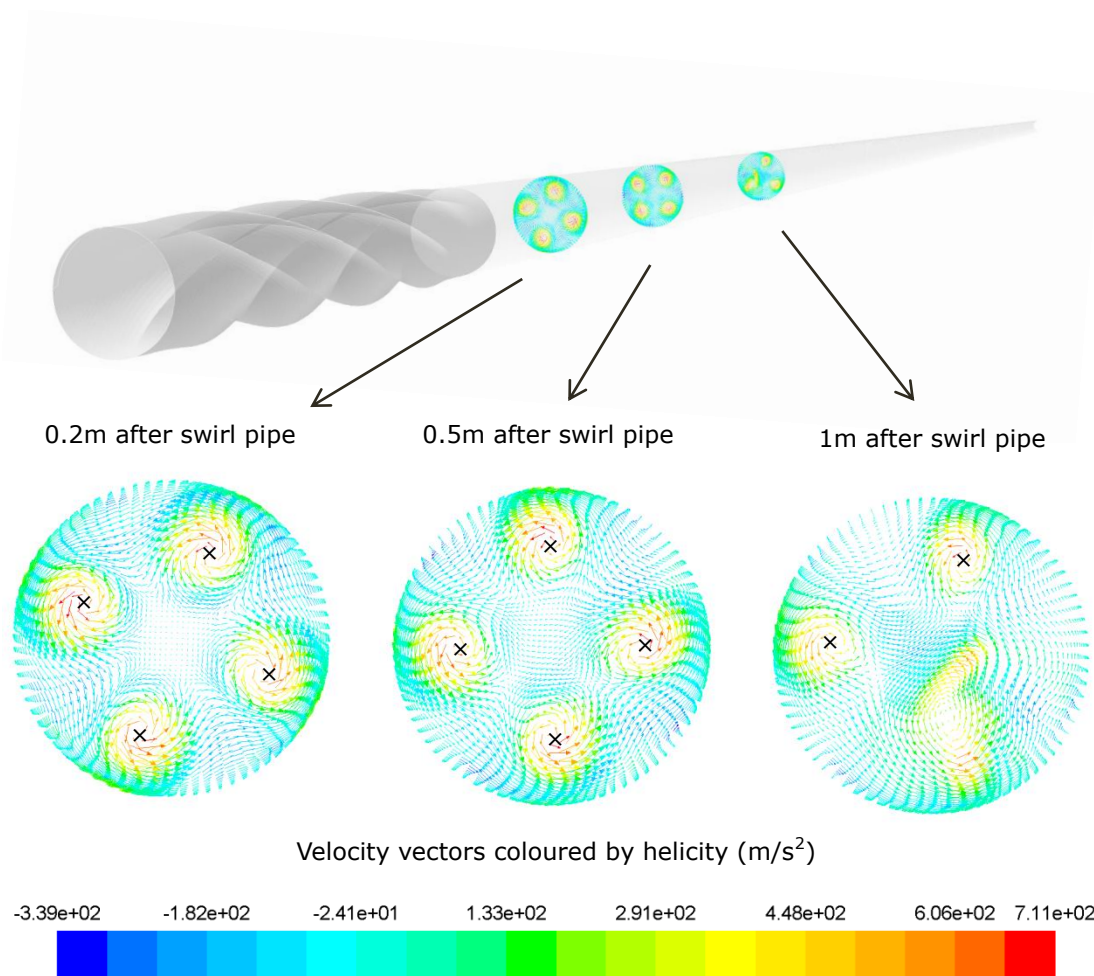 0.2m after swirl pipe 0.5m after swirl pipe 1m after swirl pipe
Velocity vectors coloured by helicity (m/s²)
-3.39e+02 -1.82e+02 -2.41e+01 1.33e+02 2.91e+02 4.48e+02 6.06e+02 7.11e+02